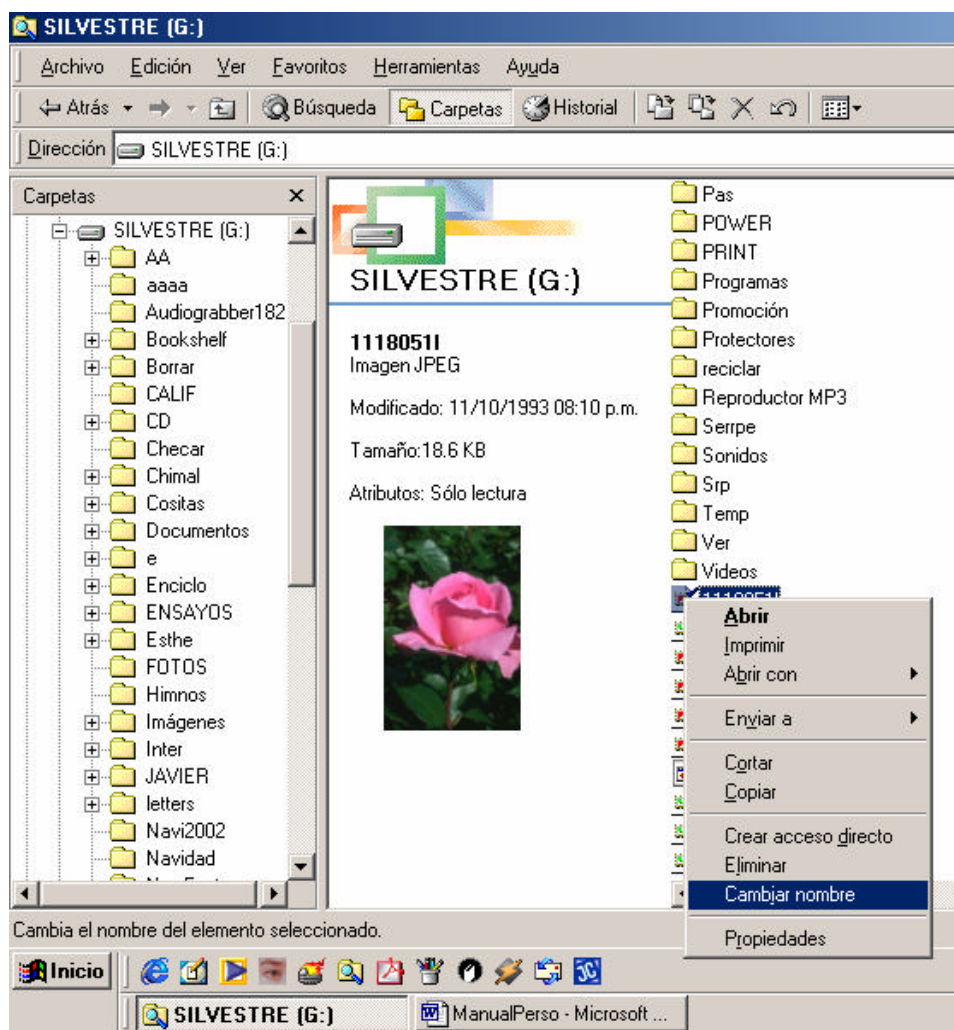 SILVESTRE (G:)
Archivo Edición Ver Favoritos Herramientas Ayuda
Atrás Búsqueda Carpetas Historial
Dirección SILVESTRE (G:)
Carpetas
SILVESTRE (G:)
AA
aaaa
Audiograbber182
Bookshelf
Borrar
CALIF
CD
Checar
Chimal
Cositas
Documentos
e
Enciclo
ENSAYOS
Esthe
FOTOS
Himnos
Imágenes
Inter
JAVIER
letters
Navi2002
Navidad
SILVESTRE (G:)
1118051I
Imagen JPEG
Modificado: 11/10/1993 08:10 p.m.
Tamaño:18.6 KB
Atributos: Sólo lectura
Pas
POWER
PRINT
Programas
Promoción
Protectores
reciclar
Reproductor MP3
Serrpe
Sonidos
Srp
Temp
Ver
Videos
Abrir
Imprimir
Abrir con
Enviar a
Cortar
Copiar
Crear acceso directo
Eliminar
Cambiar nombre
Propiedades
Cambia el nombre del elemento seleccionado.
Inicio
SILVESTRE (G:) ManualPerso - Microsoft ...